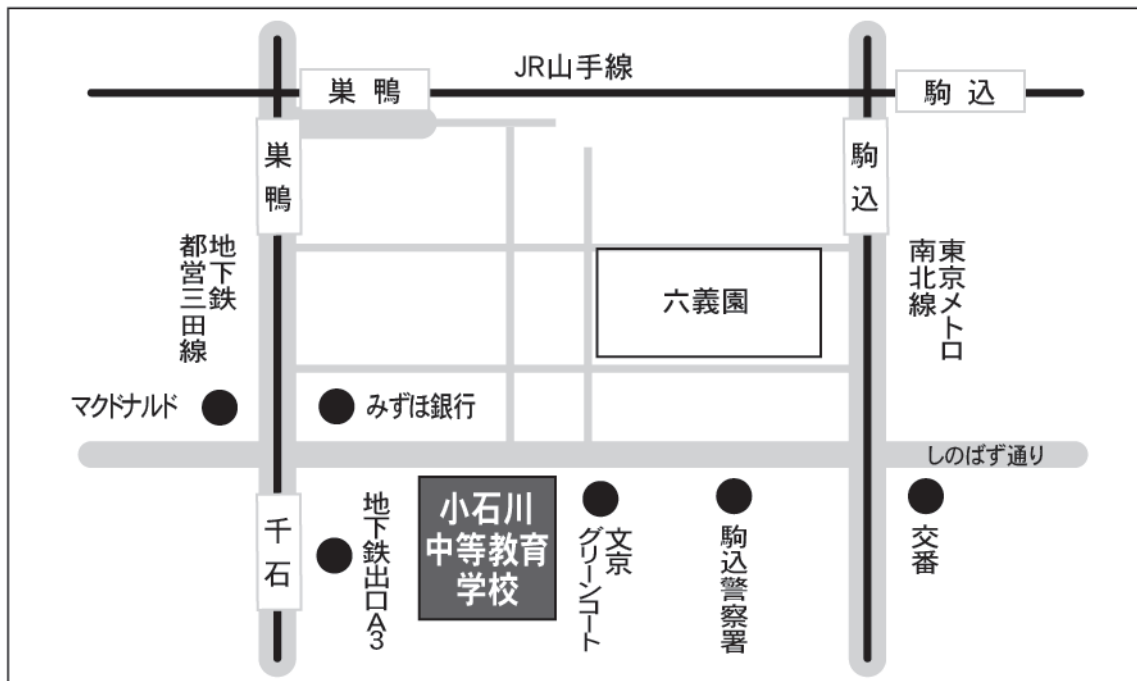 JR山手線
巣鴨
駒込
巣鴨
駒込
地下鉄
都営三田線
東京メトロ
南北線
六義園
マクドナルド
みずほ銀行
しのばず通り
千石
地下鉄出口A3
小石川
中等教育
学校
文京
グリーンコート
駒込警察署
交番